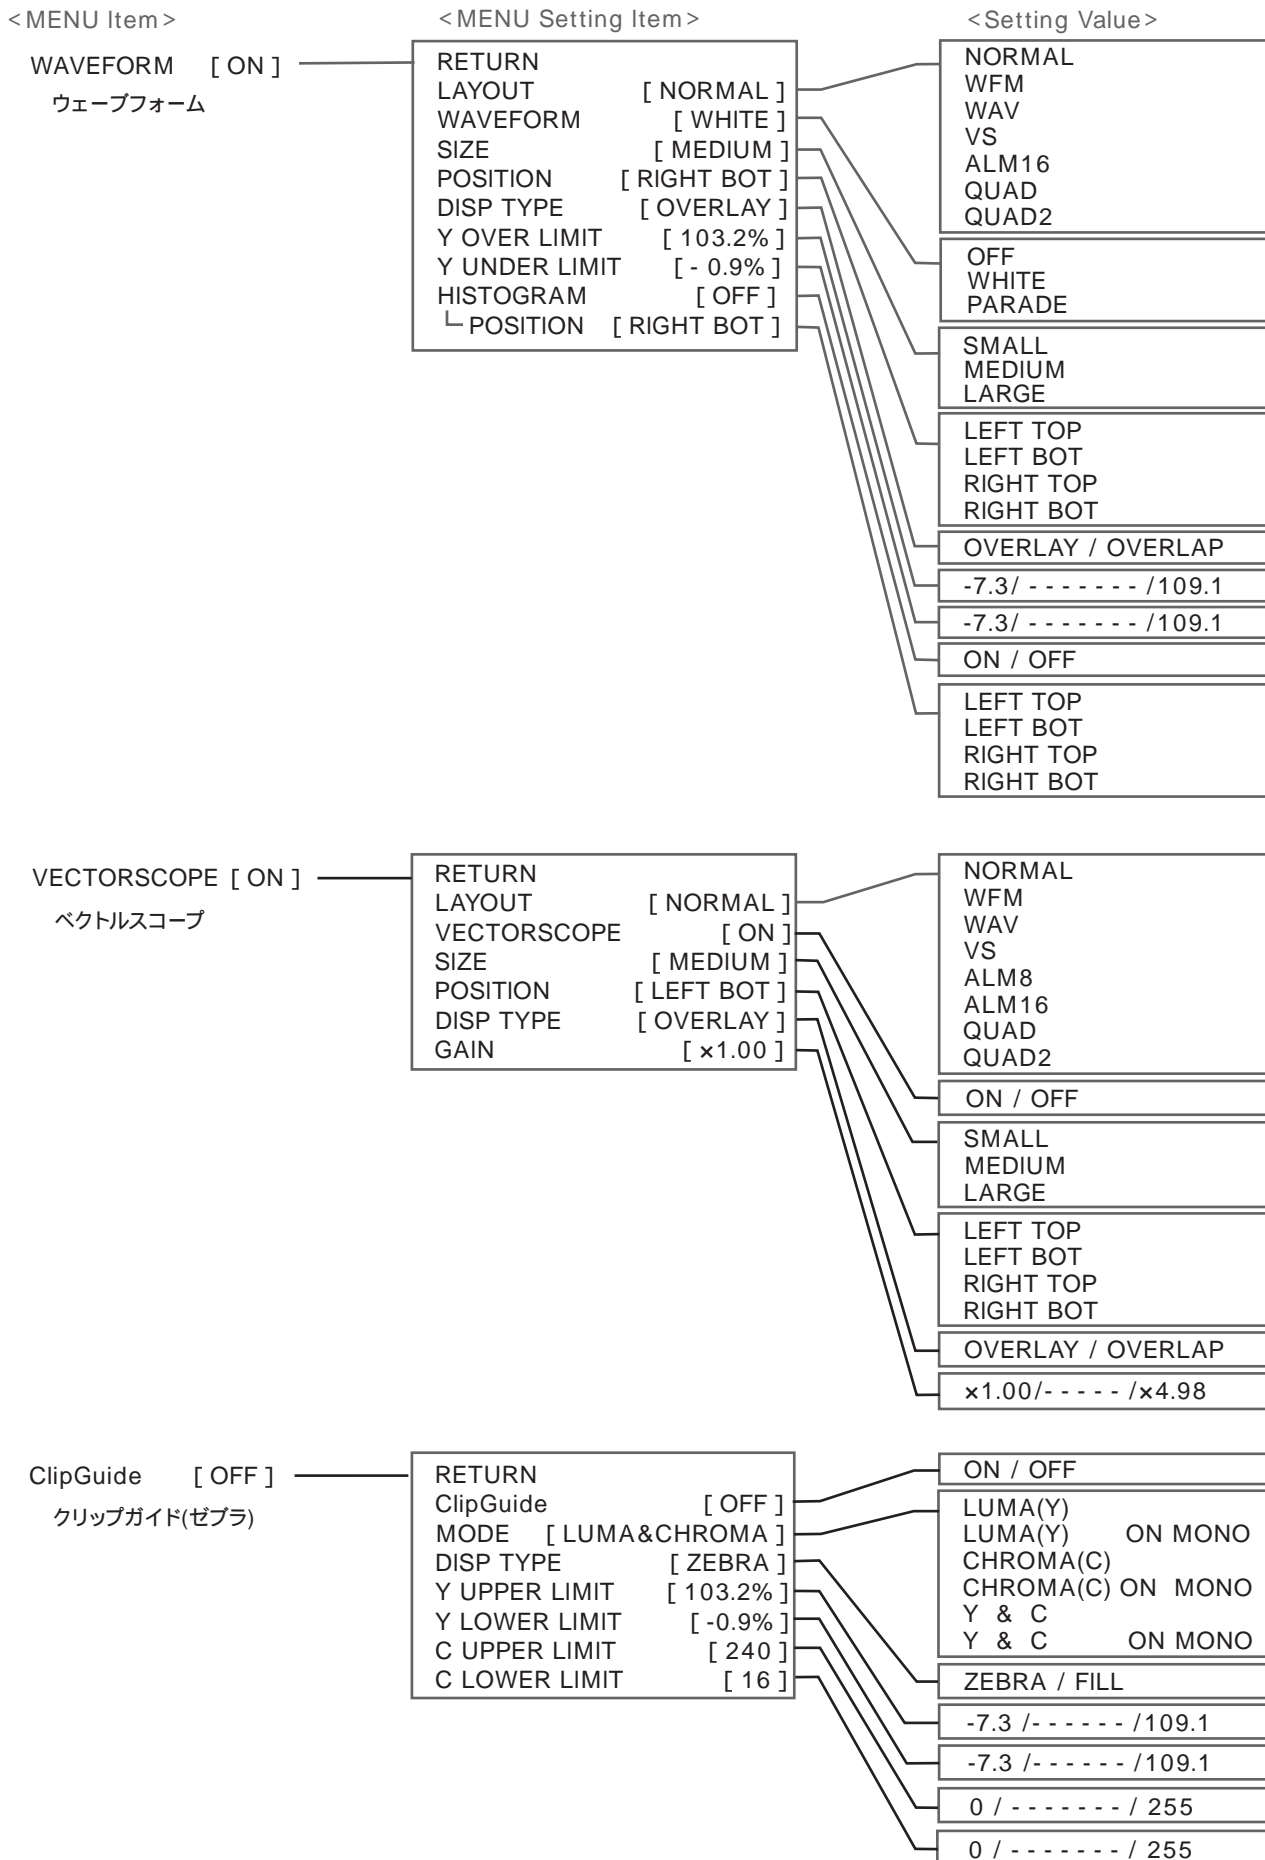 <MENU Item>
<MENU Setting Item>
<Setting Value>
WAVEFORM [ ON ]
ウェーブフォーム
RETURN
LAYOUT [ NORMAL ]
WAVEFORM [ WHITE ]
SIZE [ MEDIUM ]
POSITION [ RIGHT BOT ]
DISP TYPE [ OVERLAY ]
Y OVER LIMIT [ 103.2% ]
Y UNDER LIMIT [ - 0.9% ]
HISTOGRAM [ OFF ]
└ POSITION [ RIGHT BOT ]
NORMAL
WFM
WAV
VS
ALM16
QUAD
QUAD2
OFF
WHITE
PARADE
SMALL
MEDIUM
LARGE
LEFT TOP
LEFT BOT
RIGHT TOP
RIGHT BOT
OVERLAY / OVERLAP
-7.3/ - - - - - - - /109.1
-7.3/ - - - - - - - /109.1
ON / OFF
LEFT TOP
LEFT BOT
RIGHT TOP
RIGHT BOT
VECTORSCOPE [ ON ]
ベクトルスコープ
RETURN
LAYOUT [ NORMAL ]
VECTORSCOPE [ ON ]
SIZE [ MEDIUM ]
POSITION [ LEFT BOT ]
DISP TYPE [ OVERLAY ]
GAIN [ ×1.00 ]
NORMAL
WFM
WAV
VS
ALM8
ALM16
QUAD
QUAD2
ON / OFF
SMALL
MEDIUM
LARGE
LEFT TOP
LEFT BOT
RIGHT TOP
RIGHT BOT
OVERLAY / OVERLAP
×1.00/- - - - - /×4.98
ClipGuide [ OFF ]
クリップガイド(ゼブラ)
RETURN
ClipGuide [ OFF ]
MODE [ LUMA&CHROMA ]
DISP TYPE [ ZEBRA ]
Y UPPER LIMIT [ 103.2% ]
Y LOWER LIMIT [ -0.9% ]
C UPPER LIMIT [ 240 ]
C LOWER LIMIT [ 16 ]
ON / OFF
LUMA(Y)
LUMA(Y) ON MONO
CHROMA(C)
CHROMA(C) ON MONO
Y & C
Y & C ON MONO
ZEBRA / FILL
-7.3 /- - - - - - /109.1
-7.3 /- - - - - - /109.1
0 / - - - - - - - / 255
0 / - - - - - - - / 255